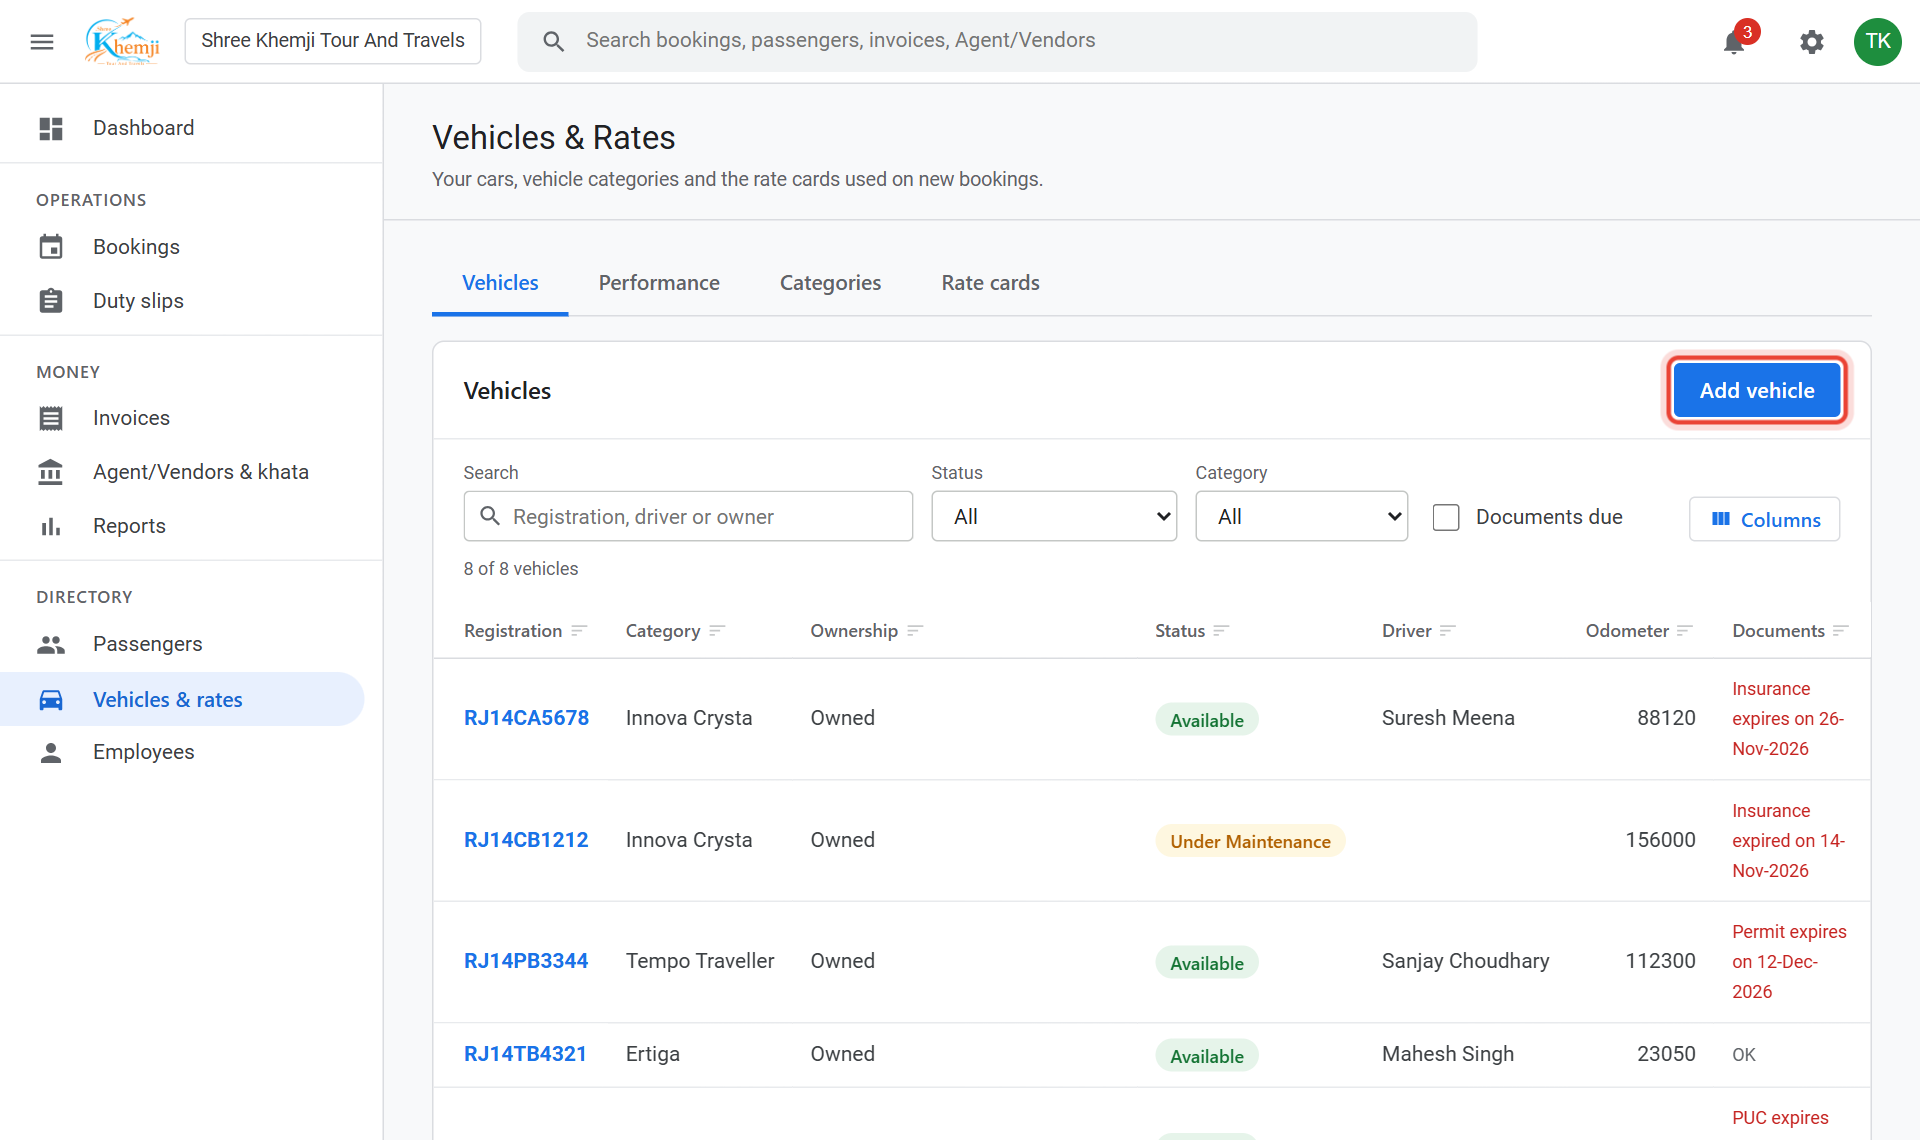 Khemji
Shree Khemji Tour And Travels
Search bookings, passengers, invoices, Agent/Vendors
3
TK
Dashboard
OPERATIONS
Bookings
Duty slips
MONEY
Invoices
Agent/Vendors & khata
Reports
DIRECTORY
Passengers
Vehicles & rates
Employees
Vehicles & Rates
Your cars, vehicle categories and the rate cards used on new bookings.
Vehicles Performance Categories Rate cards
Vehicles
Add vehicle
Search Status Category
Registration, driver or owner All All Documents due Columns
8 of 8 vehicles
Registration Category Ownership Status Driver Odometer Documents
RJ14CA5678 Innova Crysta Owned Available Suresh Meena 88120 Insurance
expires on 26-
Nov-2026
RJ14CB1212 Innova Crysta Owned Under Maintenance 156000 Insurance
expired on 14-
Nov-2026
RJ14PB3344 Tempo Traveller Owned Available Sanjay Choudhary 112300 Permit expires
on 12-Dec-
2026
RJ14TB4321 Ertiga Owned Available Mahesh Singh 23050 OK
PUC expires